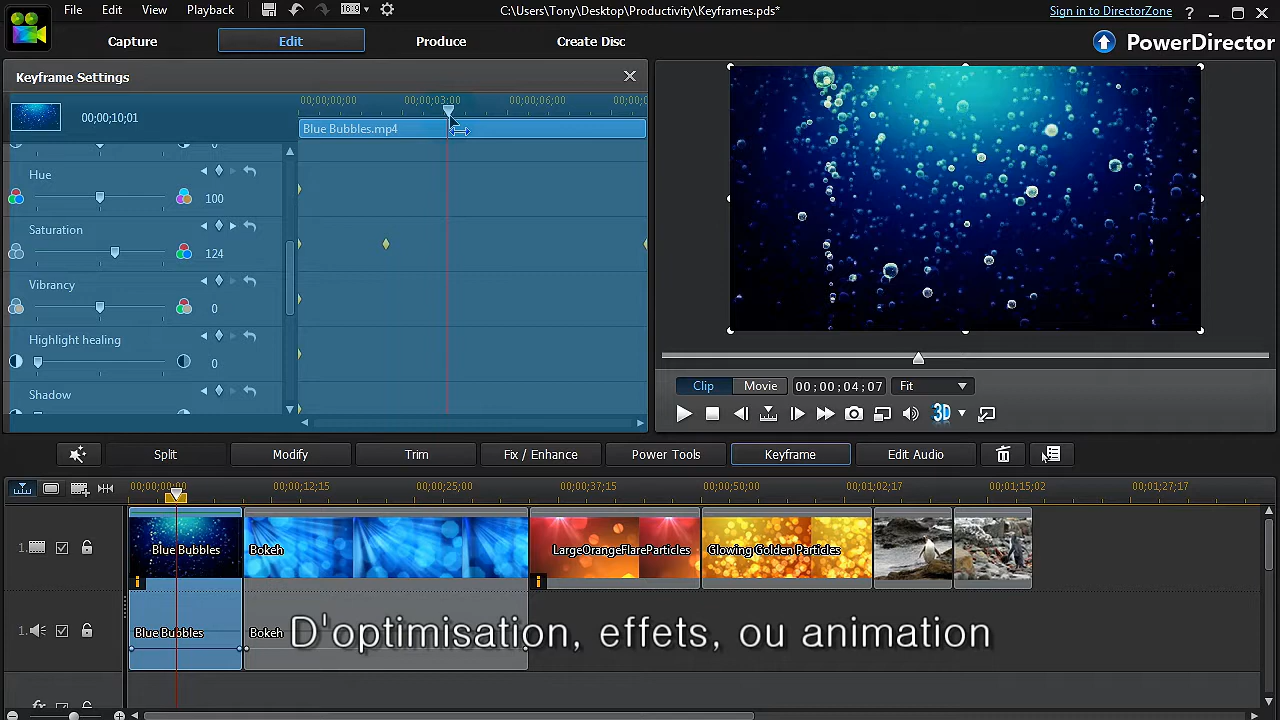 File Edit View Playback 16:9 C:\Users\Tony\Desktop\Productivity\Keyframes.pds* Sign in to DirectorZone ?
Capture Edit Produce Create Disc PowerDirector
Keyframe Settings
00;00;00;00 00;00;03;00 00;00;06;00
00;00;10;01
Blue Bubbles.mp4
Hue
100
Saturation
124
Vibrancy
0
Highlight healing
0
Shadow
Clip Movie 00;00;04;07 Fit
3D
Split Modify Trim Fix / Enhance Power Tools Keyframe Edit Audio
00;00;00;00 00;00;12;15 00;00;25;00 00;00;37;15 00;00;50;00 00;01;02;17 00;01;15;02 00;01;27;17
1. Blue Bubbles Bokeh LargeOrangeFlareParticles Glowing Golden Particles
1. Blue Bubbles Bokeh
D'optimisation, effets, ou animation